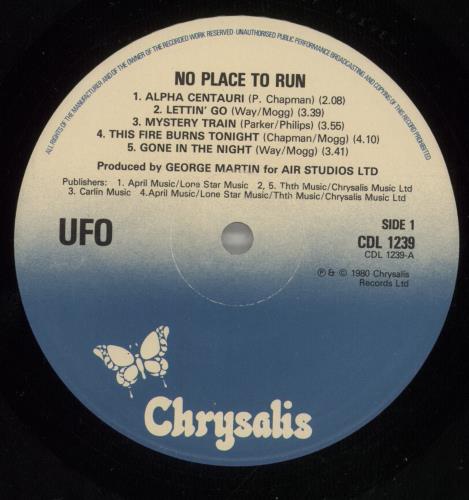 ALL RIGHTS OF THE MANUFACTURER AND OF THE OWNER OF THE RECORDED WORK RESERVED · UNAUTHORISED PUBLIC PERFORMANCE BROADCASTING AND COPYING OF THIS RECORD PROHIBITED
NO PLACE TO RUN
1. ALPHA CENTAURI (P. Chapman) (2.08)
2. LETTIN' GO (Way/Mogg) (3.39)
3. MYSTERY TRAIN (Parker/Philips) (3.55)
4. THIS FIRE BURNS TONIGHT (Chapman/Mogg) (4.10)
5. GONE IN THE NIGHT (Way/Mogg) (3.41)
Produced by GEORGE MARTIN for AIR STUDIOS LTD
Publishers: 1. April Music/Lone Star Music 2, 5. Thth Music/Chrysalis Music Ltd
3. Carlin Music 4.April Music/Lone Star Music/Thth Music/Chrysalis Music Ltd
UFO
SIDE 1
CDL 1239
CDL 1239-A
℗ & © 1980 Chrysalis
Records Ltd
Chrysalis